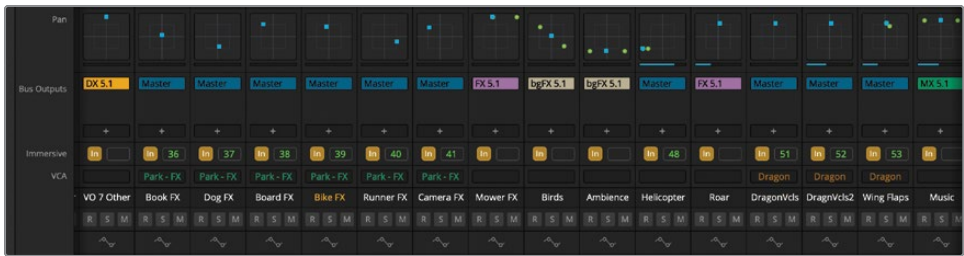 Pan
Bus Outputs DX 5.1 Master Master Master Master Master Master FX 5.1 bgFX 5.1 bgFX 5.1 Master FX 5.1 Master Master Master MX 5.1
+ + + + + + + + + + + + + + + +
Immersive In In 36 In 37 In 38 In 39 In 40 In 41 In In In In 48 In In 51 In 52 In 53 In
VCA Park - FX Park - FX Park - FX Park - FX Park - FX Park - FX Dragon Dragon Dragon
VO 7 Other Book FX Dog FX Board FX Bike FX Runner FX Camera FX Mower FX Birds Ambience Helicopter Roar DragonVcls DragnVcls2 Wing Flaps Music
R S M R S M R S M R S M R S M R S M R S M R S M R S M R S M R S M R S M R S M R S M R S M R S M